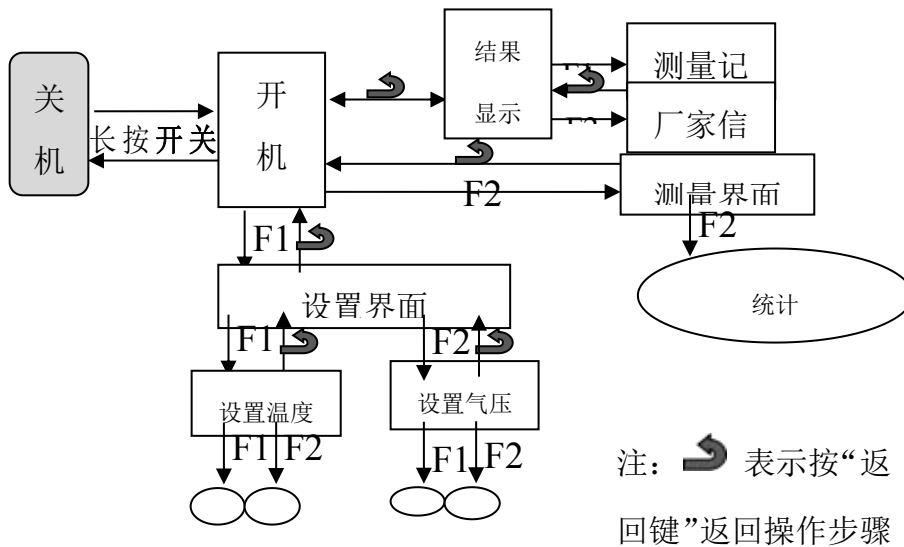 关
机
长按开关
开
机
结果
显示
测量记
厂家信
F2
测量界面
F2
统计
F1
设置界面
F1
F2
设置温度
设置气压
F1
F2
F1
F2
注： 表示按“返
回键”返回操作步骤